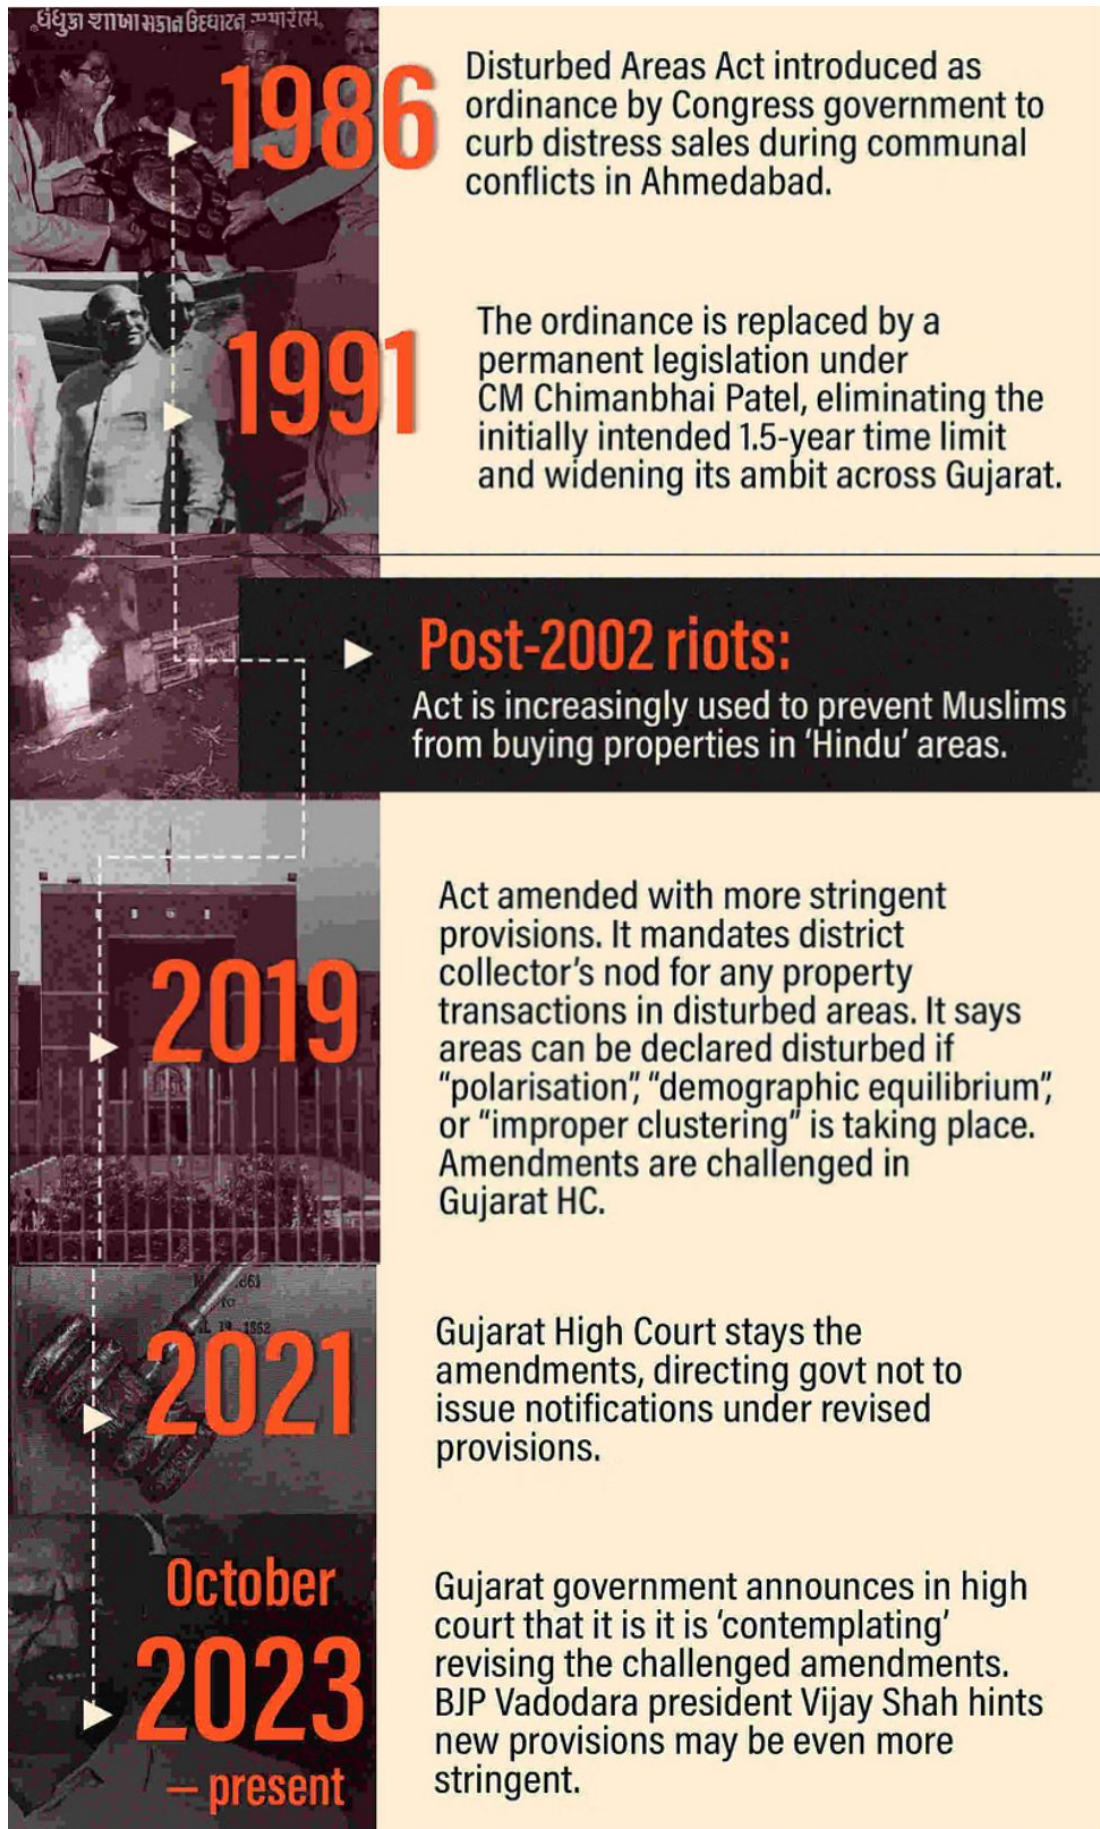 ધંધુકા શાખા મકાન ઉદ્ઘાટન સમારંભ.
1986
Disturbed Areas Act introduced as
ordinance by Congress government to
curb distress sales during communal
conflicts in Ahmedabad.
1991
The ordinance is replaced by a
permanent legislation under
CM Chimanbhai Patel, eliminating the
initially intended 1.5-year time limit
and widening its ambit across Gujarat.
Post-2002 riots:
Act is increasingly used to prevent Muslims
from buying properties in ‘Hindu’ areas.
2019
Act amended with more stringent
provisions. It mandates district
collector’s nod for any property
transactions in disturbed areas. It says
areas can be declared disturbed if
“polarisation”, “demographic equilibrium”,
or “improper clustering” is taking place.
Amendments are challenged in
Gujarat HC.
1862
2021
Gujarat High Court stays the
amendments, directing govt not to
issue notifications under revised
provisions.
October
2023
– present
Gujarat government announces in high
court that it is it is ‘contemplating’
revising the challenged amendments.
BJP Vadodara president Vijay Shah hints
new provisions may be even more
stringent.